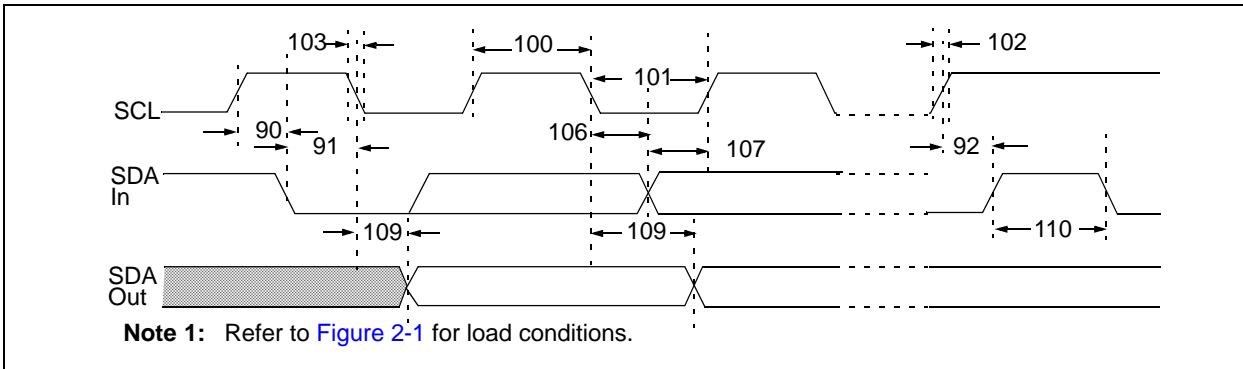 103 100 102
101
SCL
90 106 92
91 107
SDA
In
109 109 110
SDA
Out
Note 1: Refer to Figure 2-1 for load conditions.